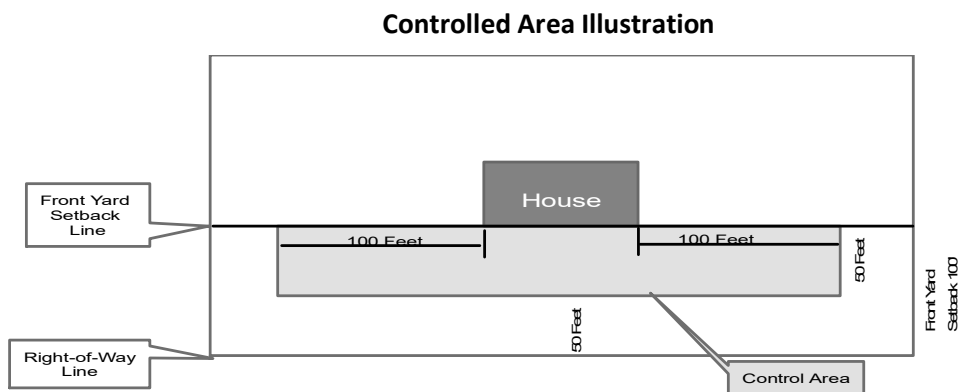 Controlled Area Illustration
House
Front Yard
Setback
Line
100 Feet
100 Feet
50 Feet
Front Yard
Setback 100'
50 Feet
Right-of-Way
Line
Control Area